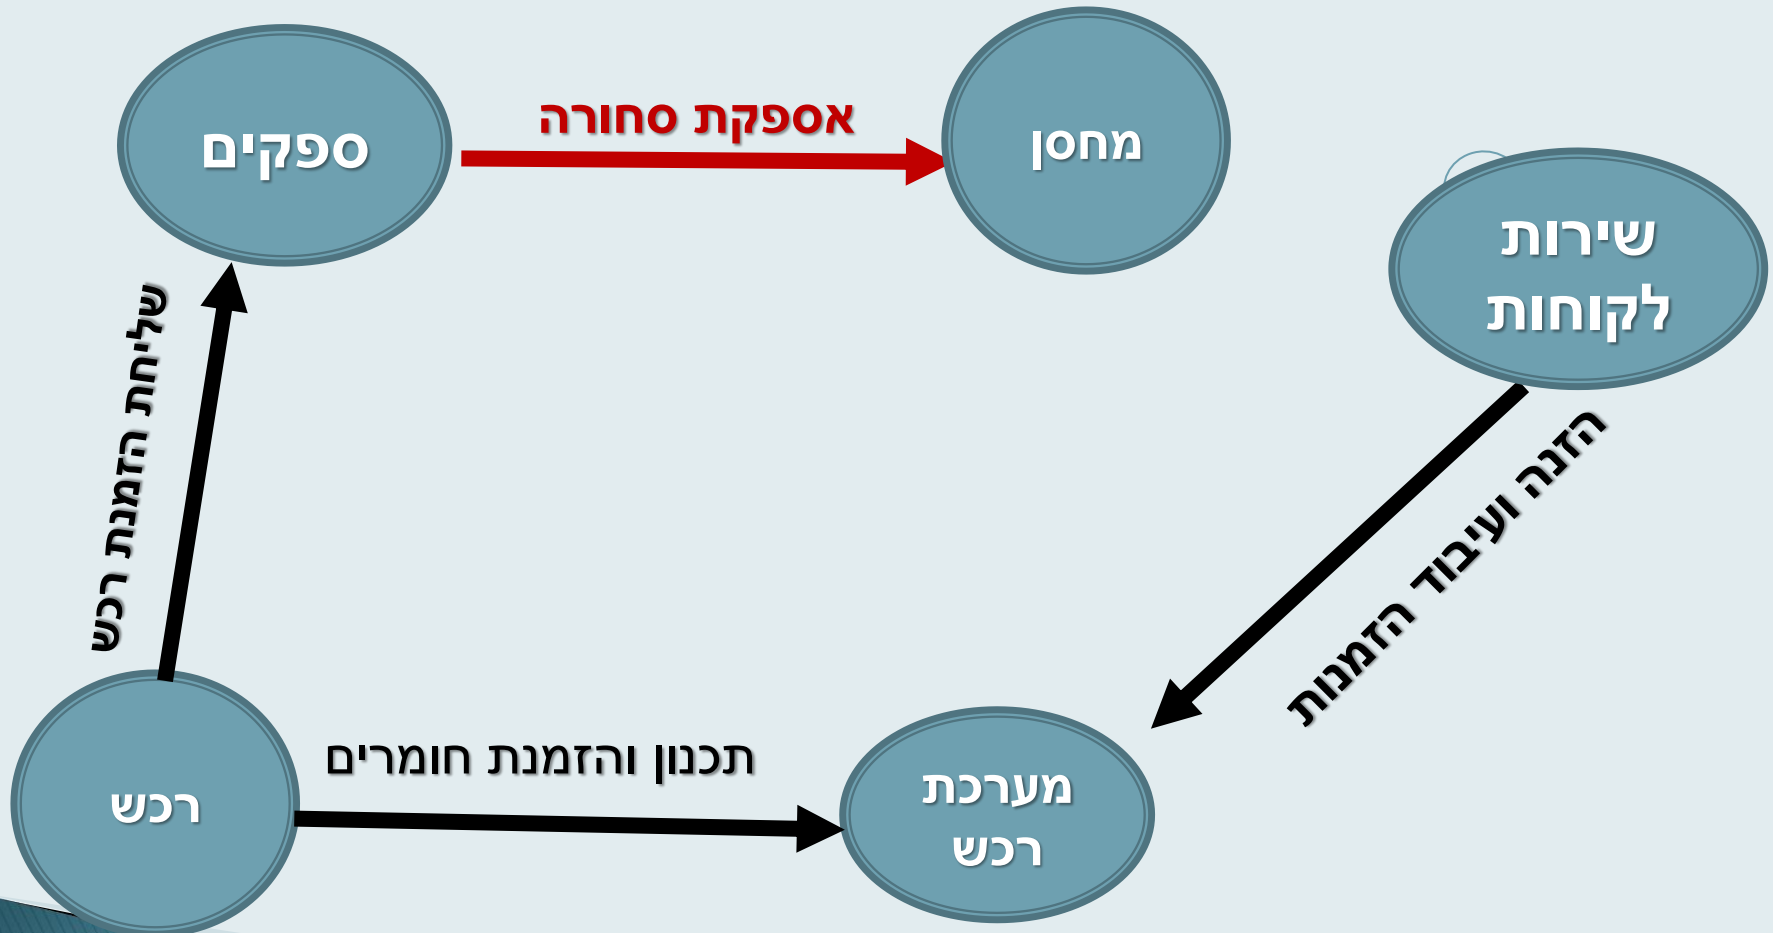 מחסן
אספקת סחורה
ספקים
שירות
לקוחות
שליחת הזמנת רכש
הזנה ועיבוד הזמנות
תכנון והזמנת חומרים
מערכת
רכש
רכש